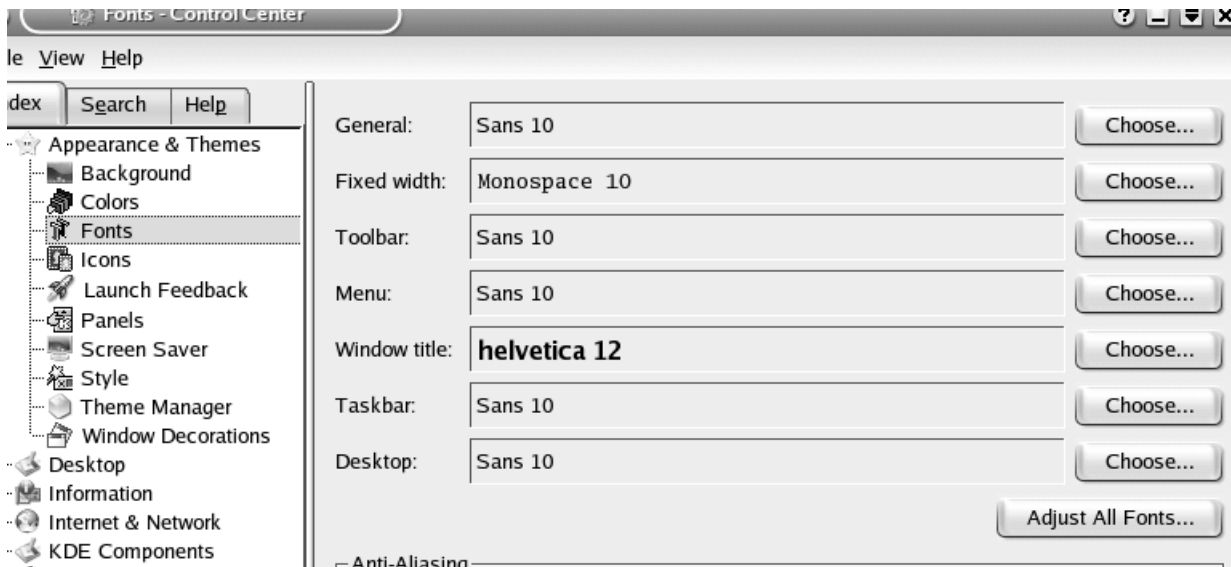 Fonts - Control Center
le View Help
dex Search Help
Appearance & Themes
Background
Colors
Fonts
Icons
Launch Feedback
Panels
Screen Saver
Style
Theme Manager
Window Decorations
Desktop
Information
Internet & Network
KDE Components
General: Sans 10 Choose...
Fixed width: Monospace 10 Choose...
Toolbar: Sans 10 Choose...
Menu: Sans 10 Choose...
Window title: helvetica 12 Choose...
Taskbar: Sans 10 Choose...
Desktop: Sans 10 Choose...
Adjust All Fonts...
Anti-Aliasing